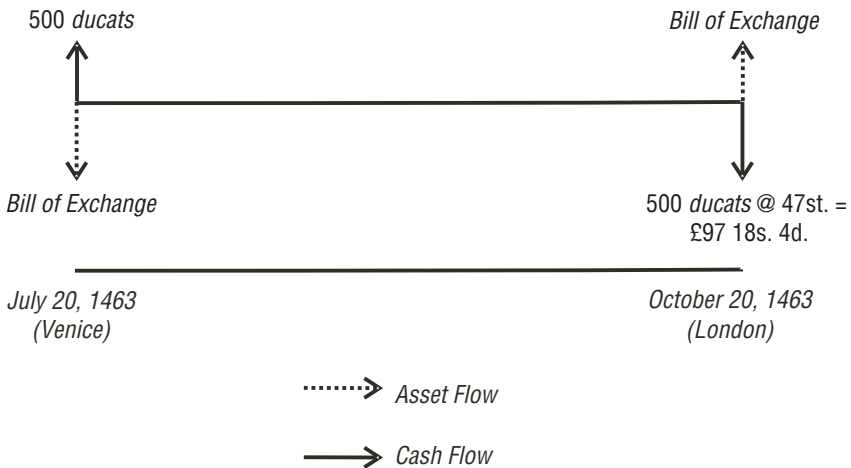 500 ducats
Bill of Exchange
Bill of Exchange
500 ducats @ 47st. =
£97 18s. 4d.
July 20, 1463
(Venice)
October 20, 1463
(London)
Asset Flow
Cash Flow